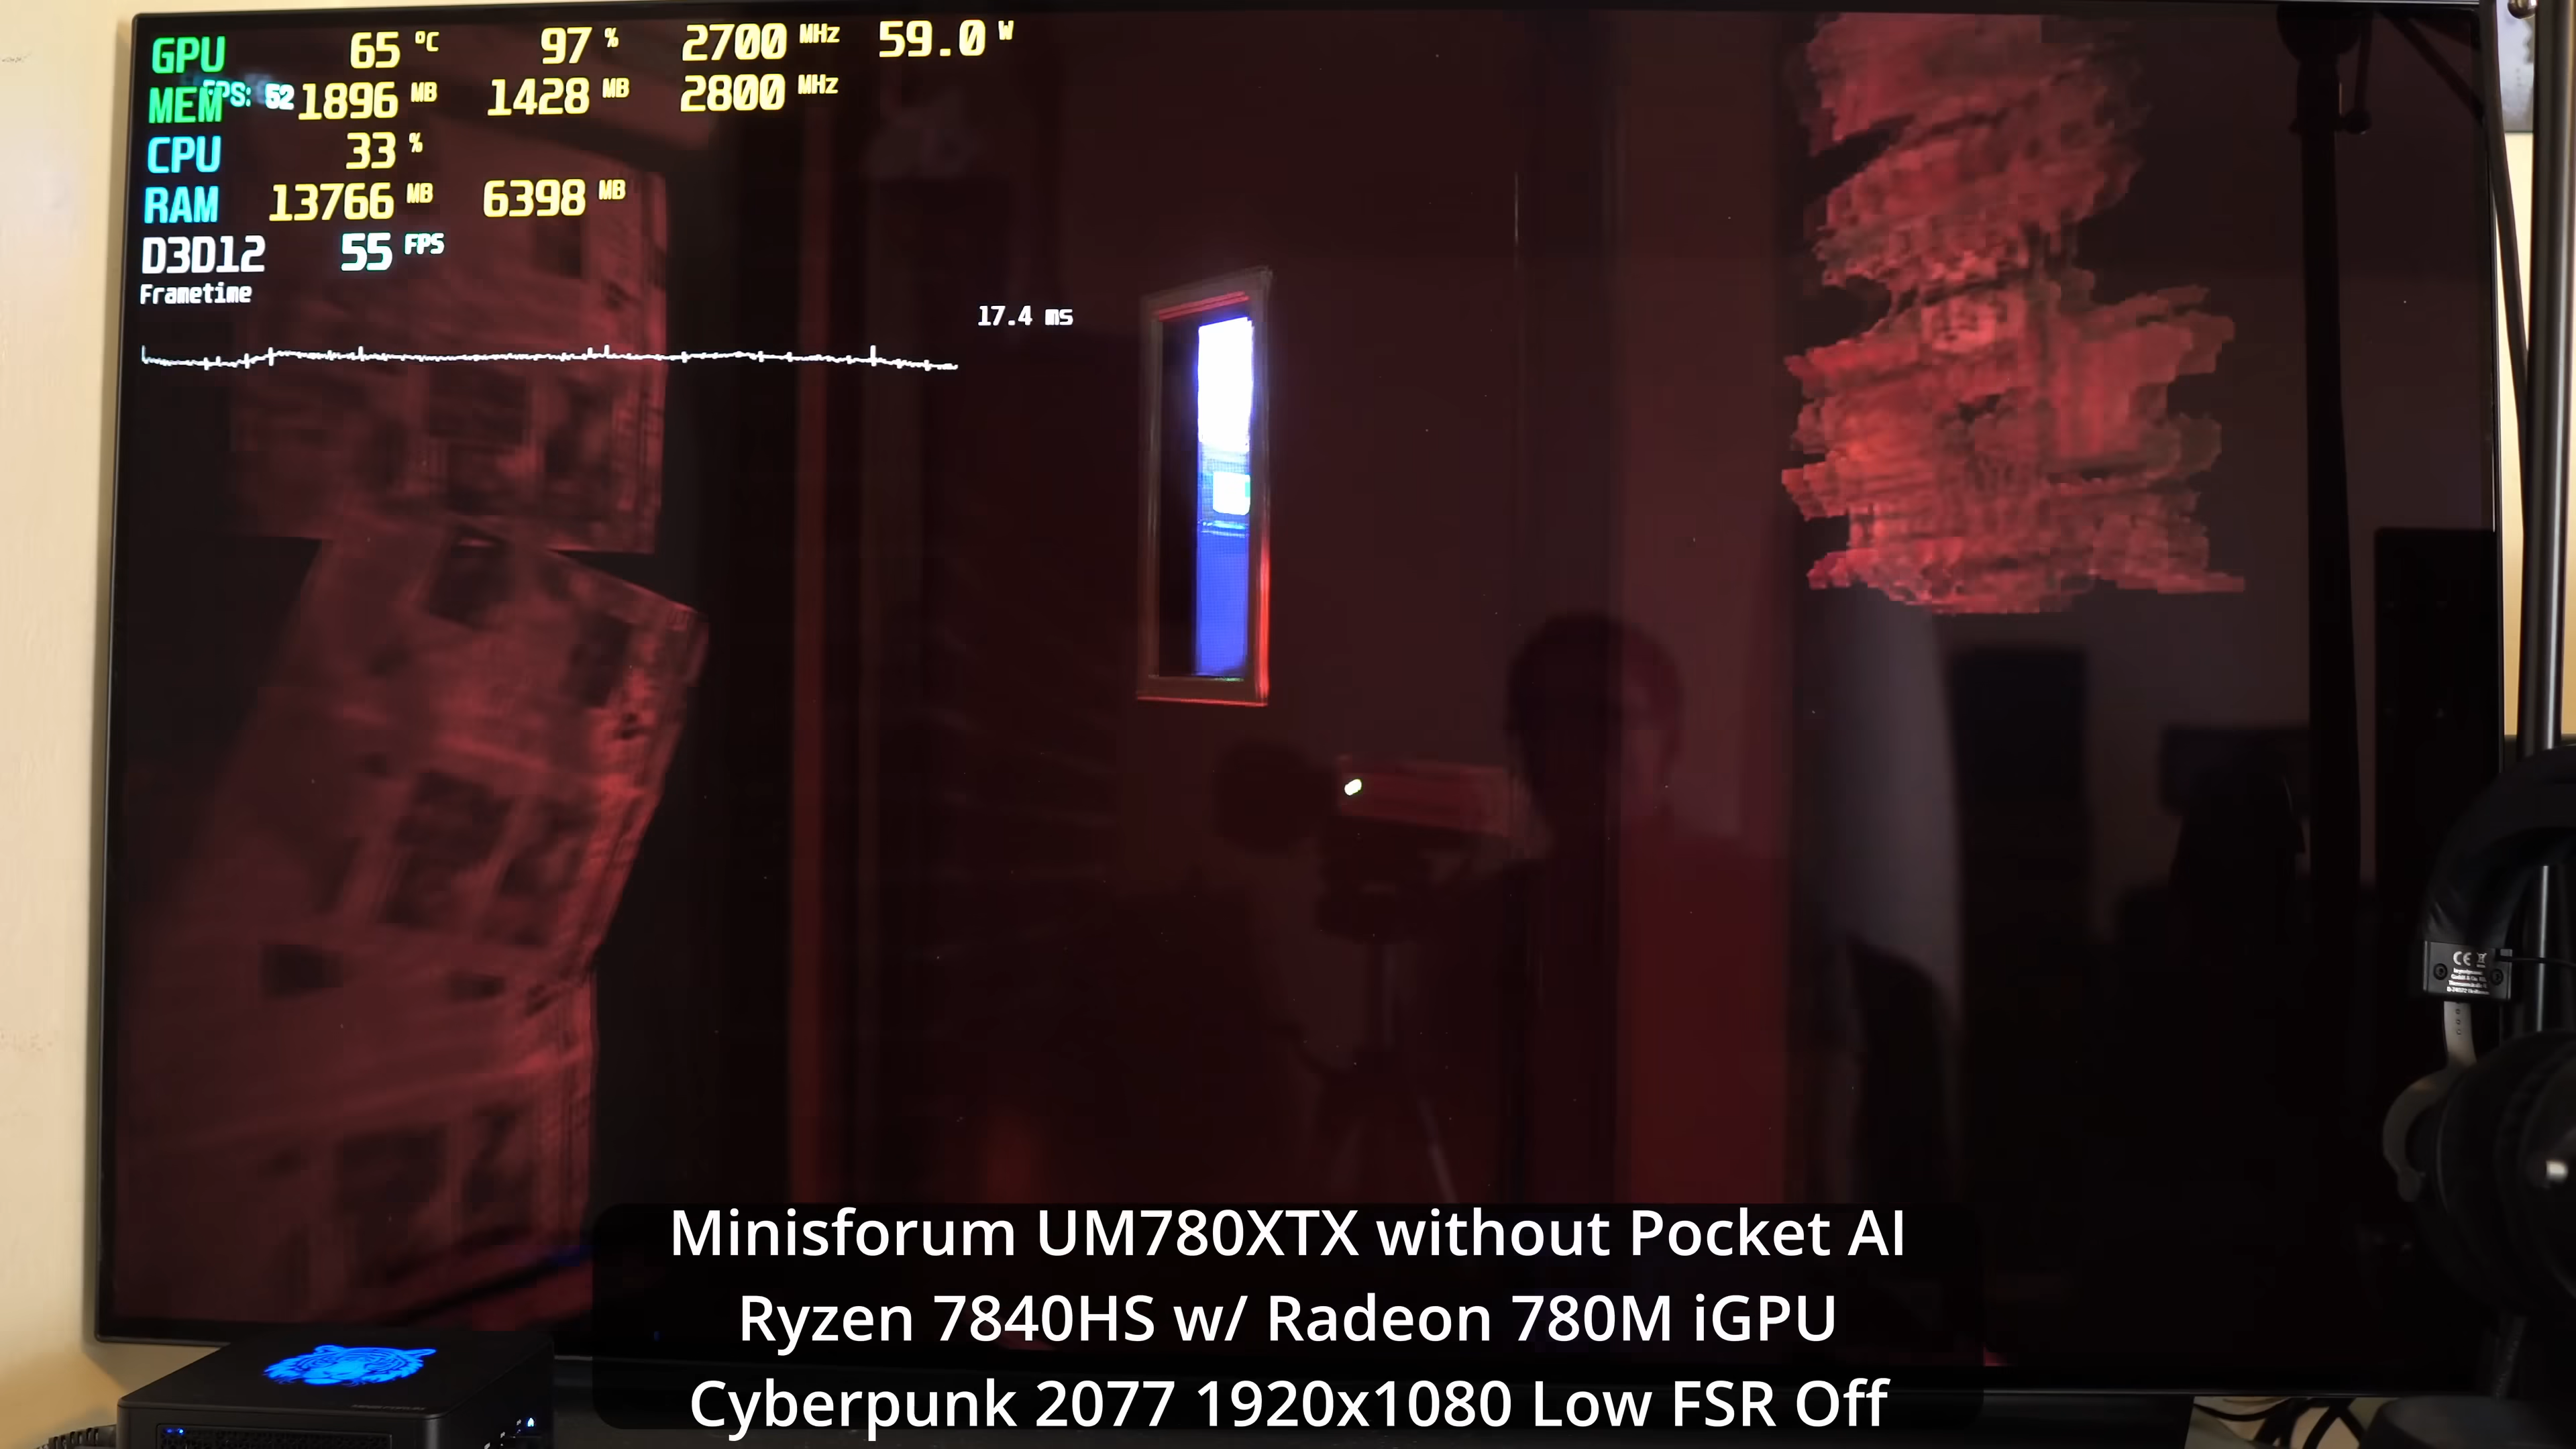 GPU 65 °C 97 % 2700 MHz 59.0 W
FPS: 52
MEM 1896 MB 1428 MB 2800 MHz
CPU 33 %
RAM 13766 MB 6398 MB
D3D12 55 FPS
Frametime
17.4 ms
CE
Minisforum UM780XTX without Pocket AI
Ryzen 7840HS w/ Radeon 780M iGPU
Cyberpunk 2077 1920x1080 Low FSR Off